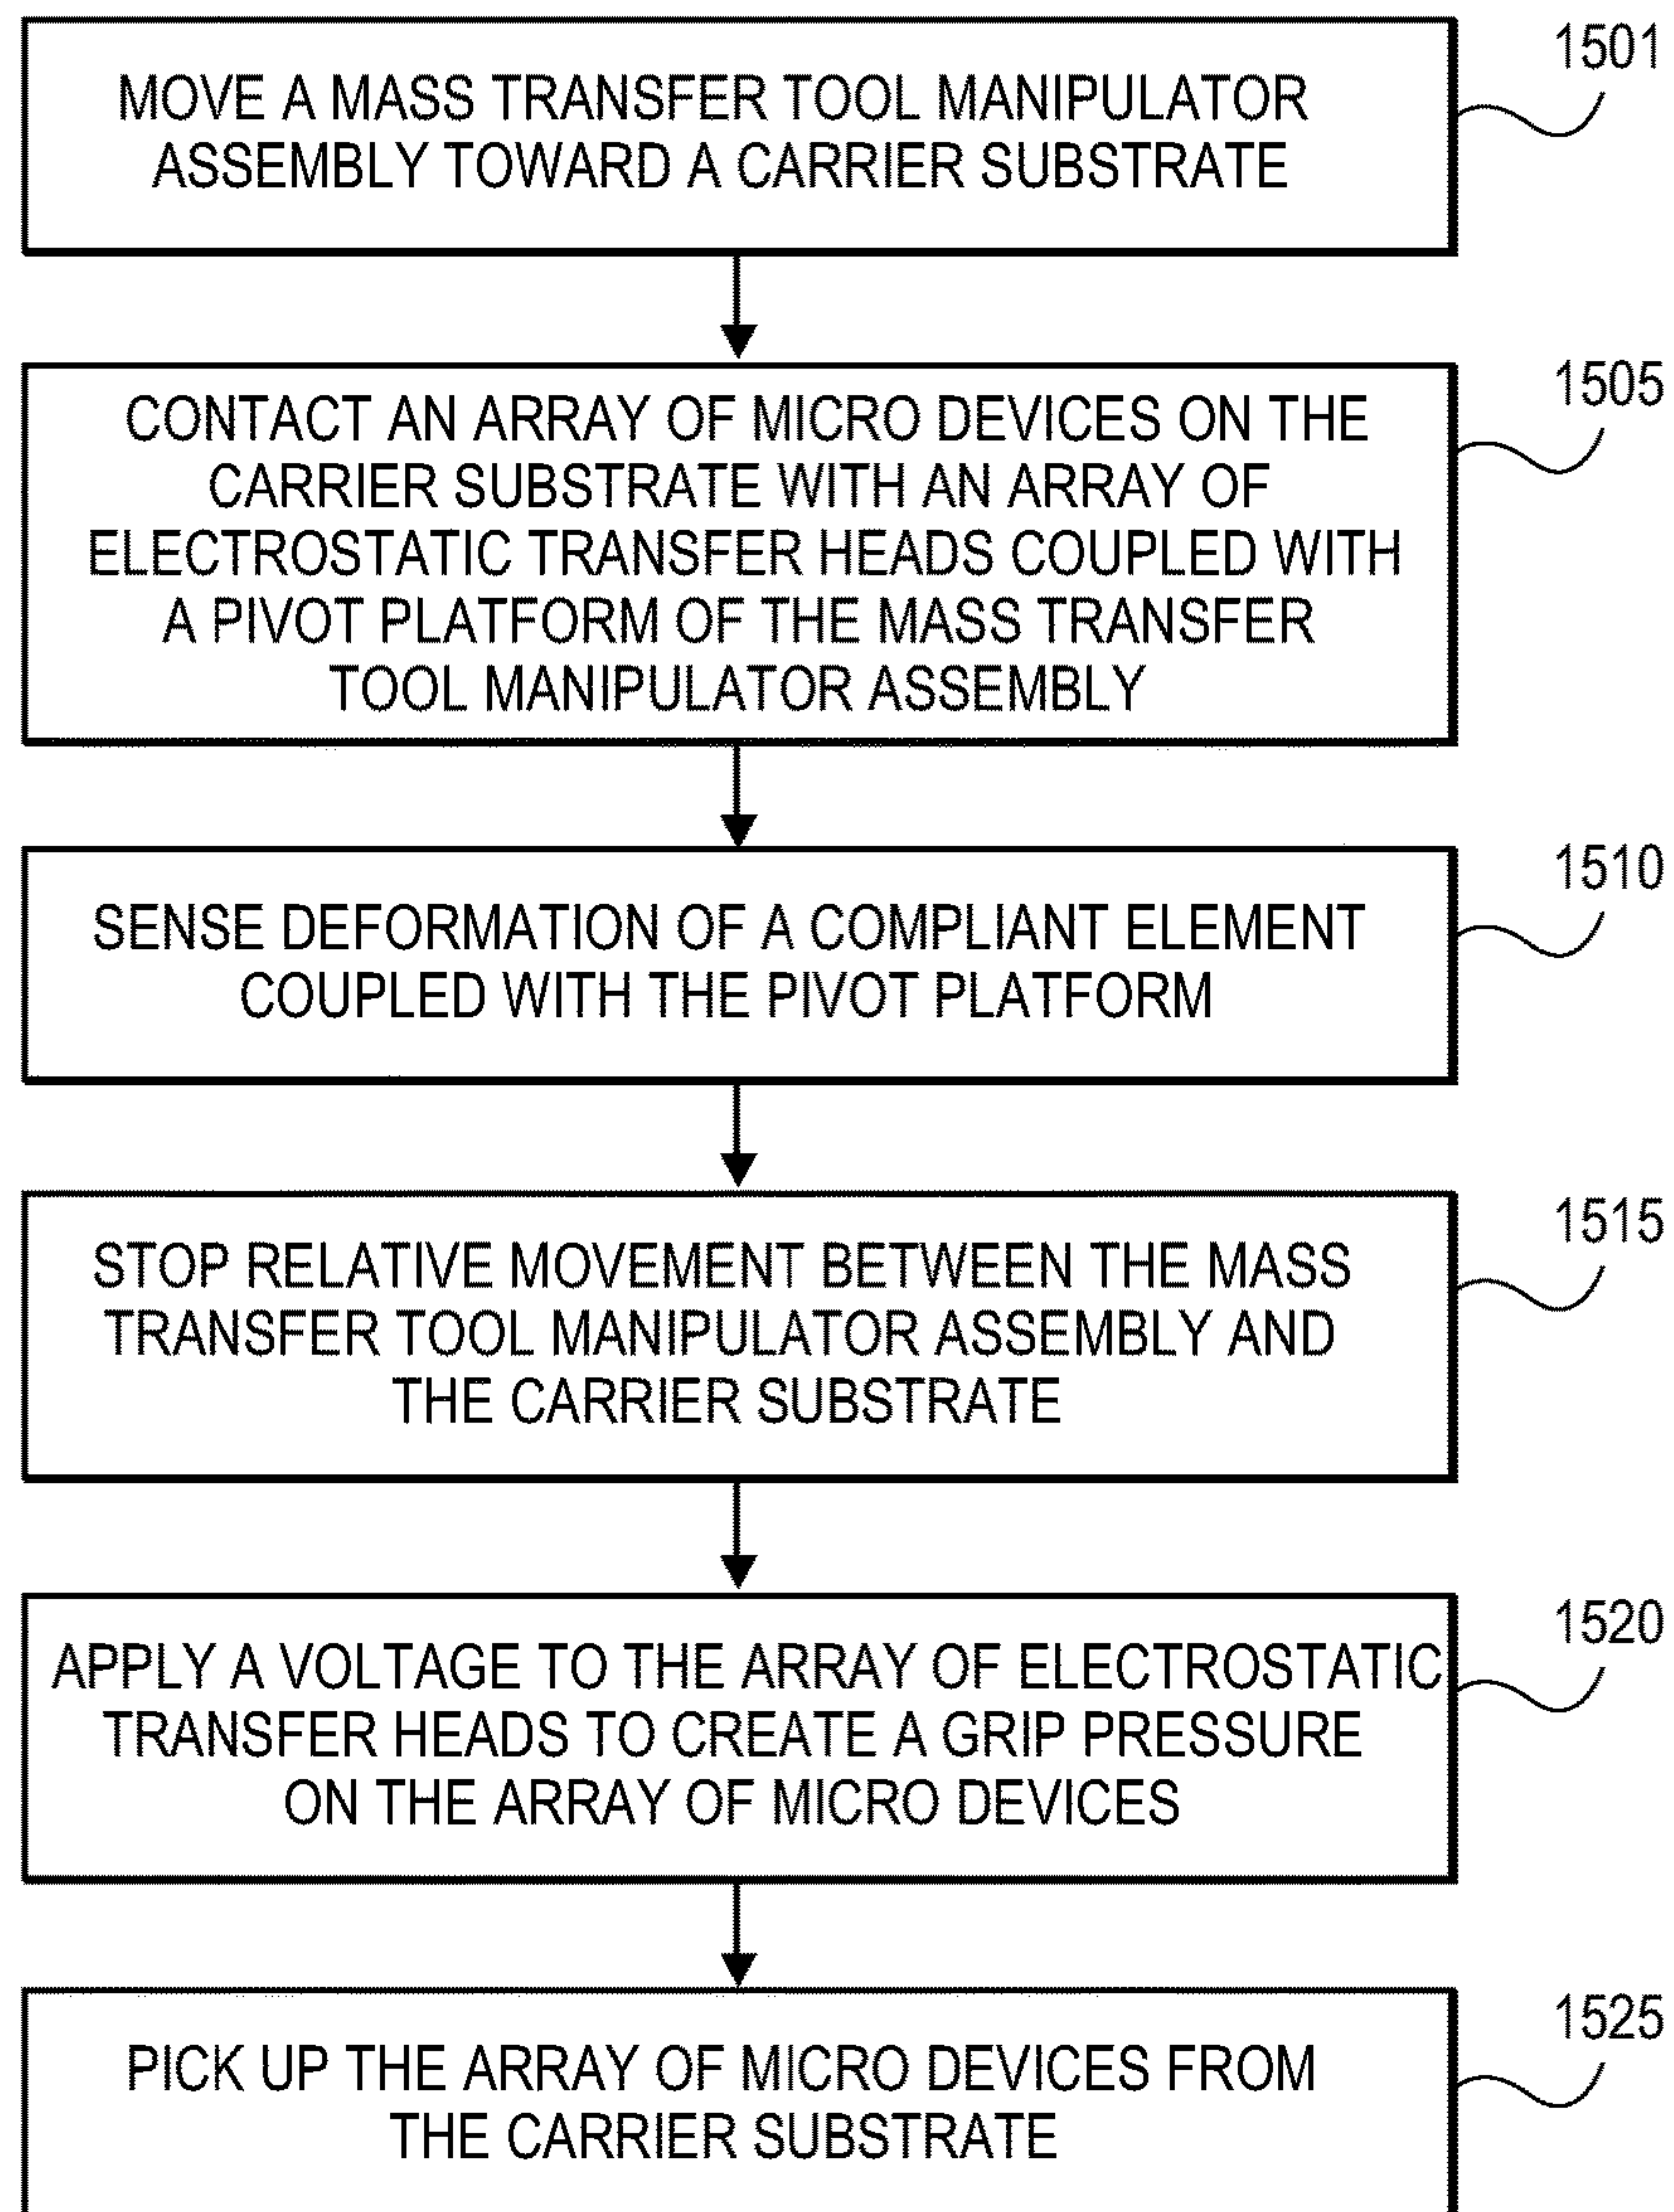 1501
MOVE A MASS TRANSFER TOOL MANIPULATOR
ASSEMBLY TOWARD A CARRIER SUBSTRATE
1505
CONTACT AN ARRAY OF MICRO DEVICES ON THE
CARRIER SUBSTRATE WITH AN ARRAY OF
ELECTROSTATIC TRANSFER HEADS COUPLED WITH
A PIVOT PLATFORM OF THE MASS TRANSFER
TOOL MANIPULATOR ASSEMBLY
1510
SENSE DEFORMATION OF A COMPLIANT ELEMENT
COUPLED WITH THE PIVOT PLATFORM
1515
STOP RELATIVE MOVEMENT BETWEEN THE MASS
TRANSFER TOOL MANIPULATOR ASSEMBLY AND
THE CARRIER SUBSTRATE
1520
APPLY A VOLTAGE TO THE ARRAY OF ELECTROSTATIC
TRANSFER HEADS TO CREATE A GRIP PRESSURE
ON THE ARRAY OF MICRO DEVICES
1525
PICK UP THE ARRAY OF MICRO DEVICES FROM
THE CARRIER SUBSTRATE